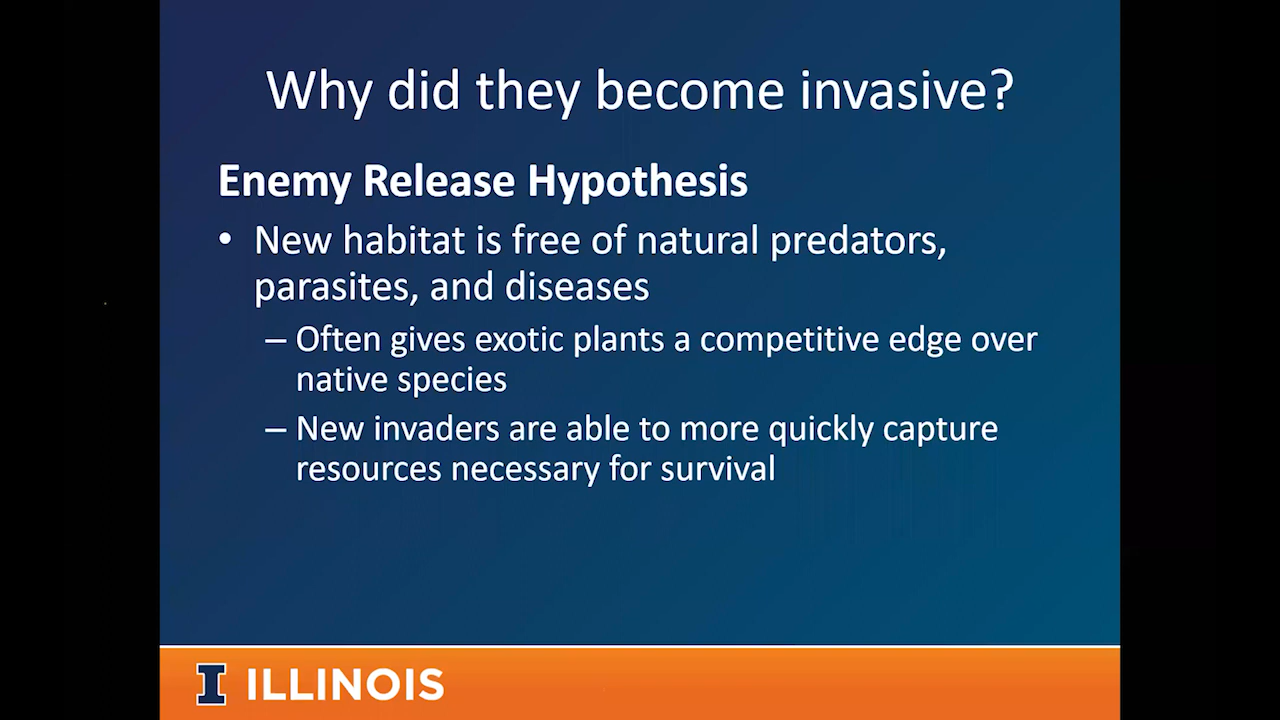 Why did they become invasive?
Enemy Release Hypothesis
• New habitat is free of natural predators,
parasites, and diseases
– Often gives exotic plants a competitive edge over
native species
– New invaders are able to more quickly capture
resources necessary for survival
I ILLINOIS